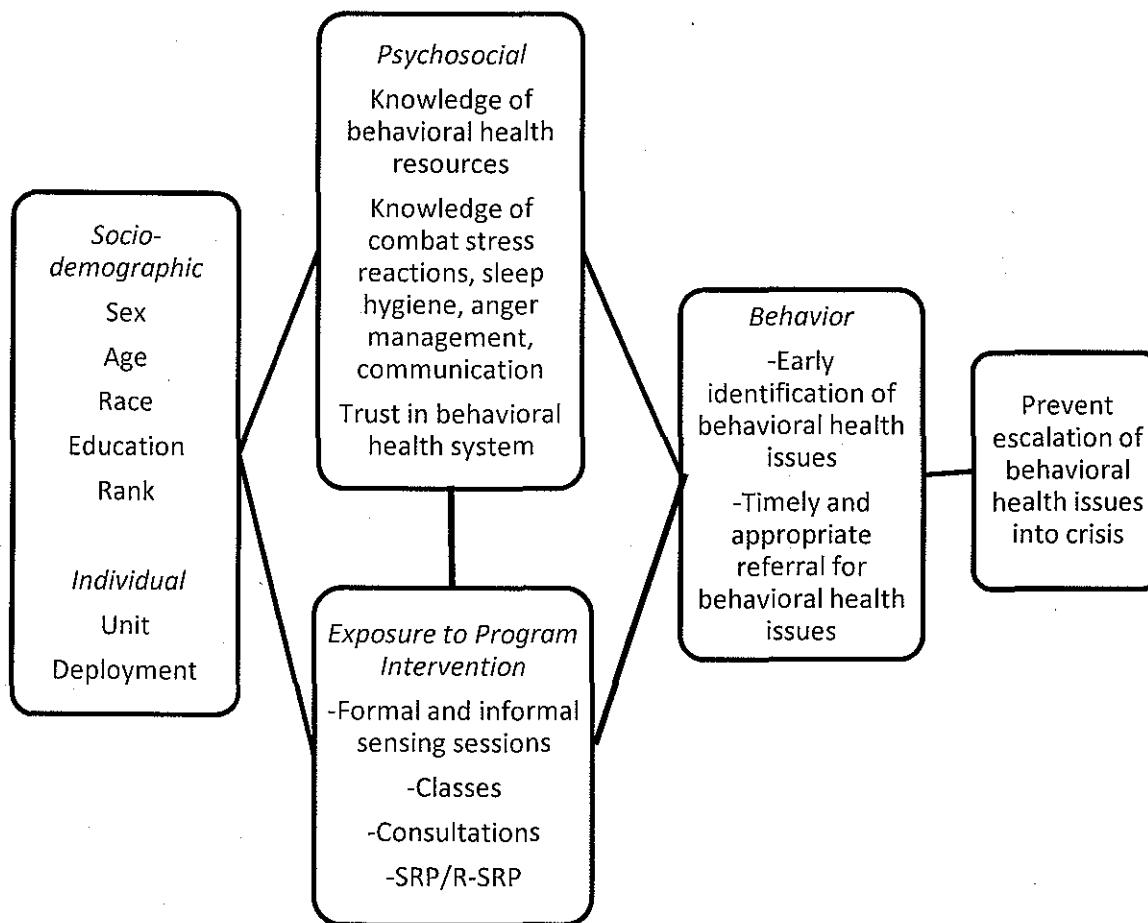 Socio-
demographic
Sex
Age
Race
Education
Rank
Individual
Unit
Deployment
Psychosocial
Knowledge of
behavioral health
resources
Knowledge of
combat stress
reactions, sleep
hygiene, anger
management,
communication
Trust in behavioral
health system
Exposure to Program
Intervention
-Formal and informal
sensing sessions
-Classes
-Consultations
-SRP/R-SRP
Behavior
-Early
identification of
behavioral health
issues
-Timely and
appropriate
referral for
behavioral health
issues
Prevent
escalation of
behavioral
health issues
into crisis